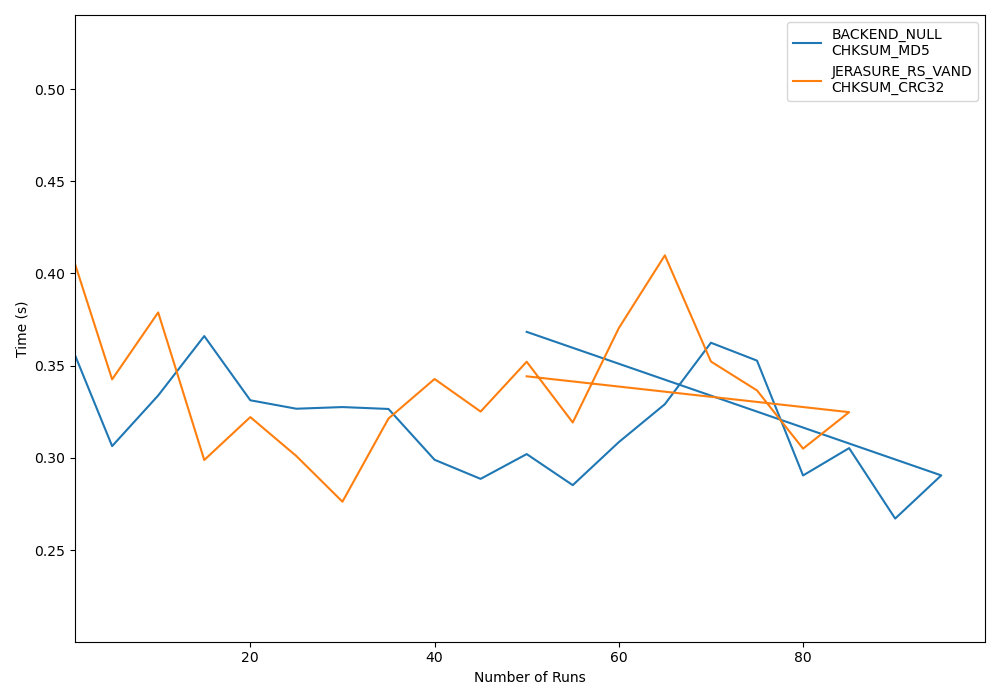 BACKEND_NULL
CHKSUM_MD5
JERASURE_RS_VAND
CHKSUM_CRC32
0.50
0.45
0.40
0.35
0.30
0.25
Time (s)
20 40 60 80
Number of Runs